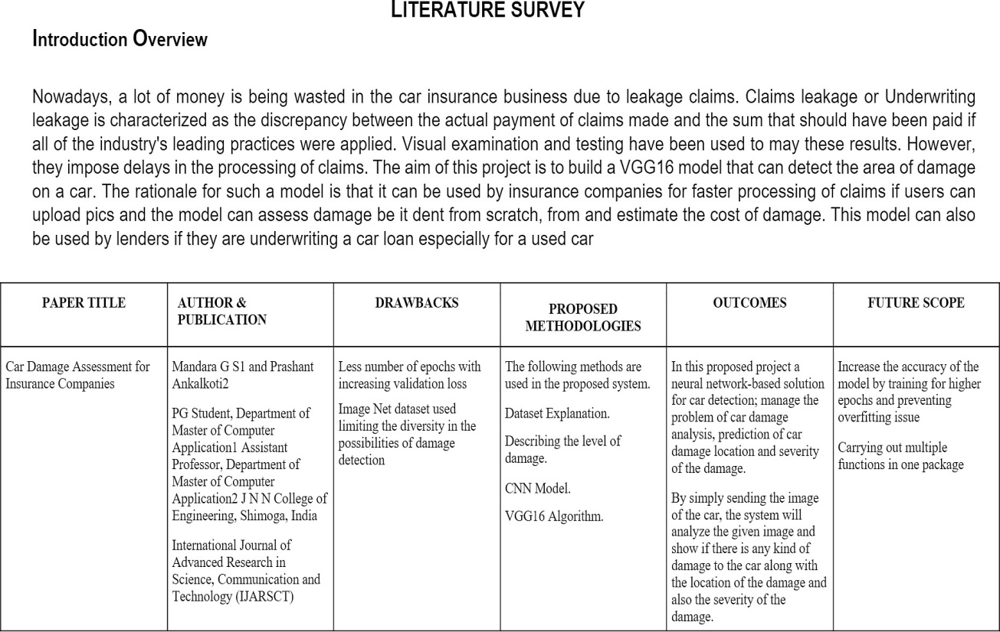 LITERATURE SURVEY
Introduction Overview
Nowadays, a lot of money is being wasted in the car insurance business due to leakage claims. Claims leakage or Underwriting
leakage is characterized as the discrepancy between the actual payment of claims made and the sum that should have been paid if
all of the industry's leading practices were applied. Visual examination and testing have been used to may these results. However,
they impose delays in the processing of claims. The aim of this project is to build a VGG16 model that can detect the area of damage
on a car. The rationale for such a model is that it can be used by insurance companies for faster processing of claims if users can
upload pics and the model can assess damage be it dent from scratch, from and estimate the cost of damage. This model can also
be used by lenders if they are underwriting a car loan especially for a used car
PAPER TITLE
AUTHOR &
PUBLICATION
DRAWBACKS
PROPOSED
METHODOLOGIES
OUTCOMES
FUTURE SCOPE
Car Damage Assessment for
Insurance Companies
Mandara G S1 and Prashant
Ankalkoti2
PG Student, Department of
Master of Computer
Application1 Assistant
Professor, Department of
Master of Computer
Application2 J N N College of
Engineering, Shimoga, India
International Journal of
Advanced Research in
Science, Communication and
Technology (IJARSCT)
Less number of epochs with
increasing validation loss
Image Net dataset used
limiting the diversity in the
possibilities of damage
detection
The following methods are
used in the proposed system.
Dataset Explanation.
Describing the level of
damage.
CNN Model.
VGG16 Algorithm.
In this proposed project a
neural network-based solution
for car detection; manage the
problem of car damage
analysis, prediction of car
damage location and severity
of the damage.
By simply sending the image
of the car, the system will
analyze the given image and
show if there is any kind of
damage to the car along with
the location of the damage and
also the severity of the
damage.
Increase the accuracy of the
model by training for higher
epochs and preventing
overfitting issue
Carrying out multiple
functions in one package